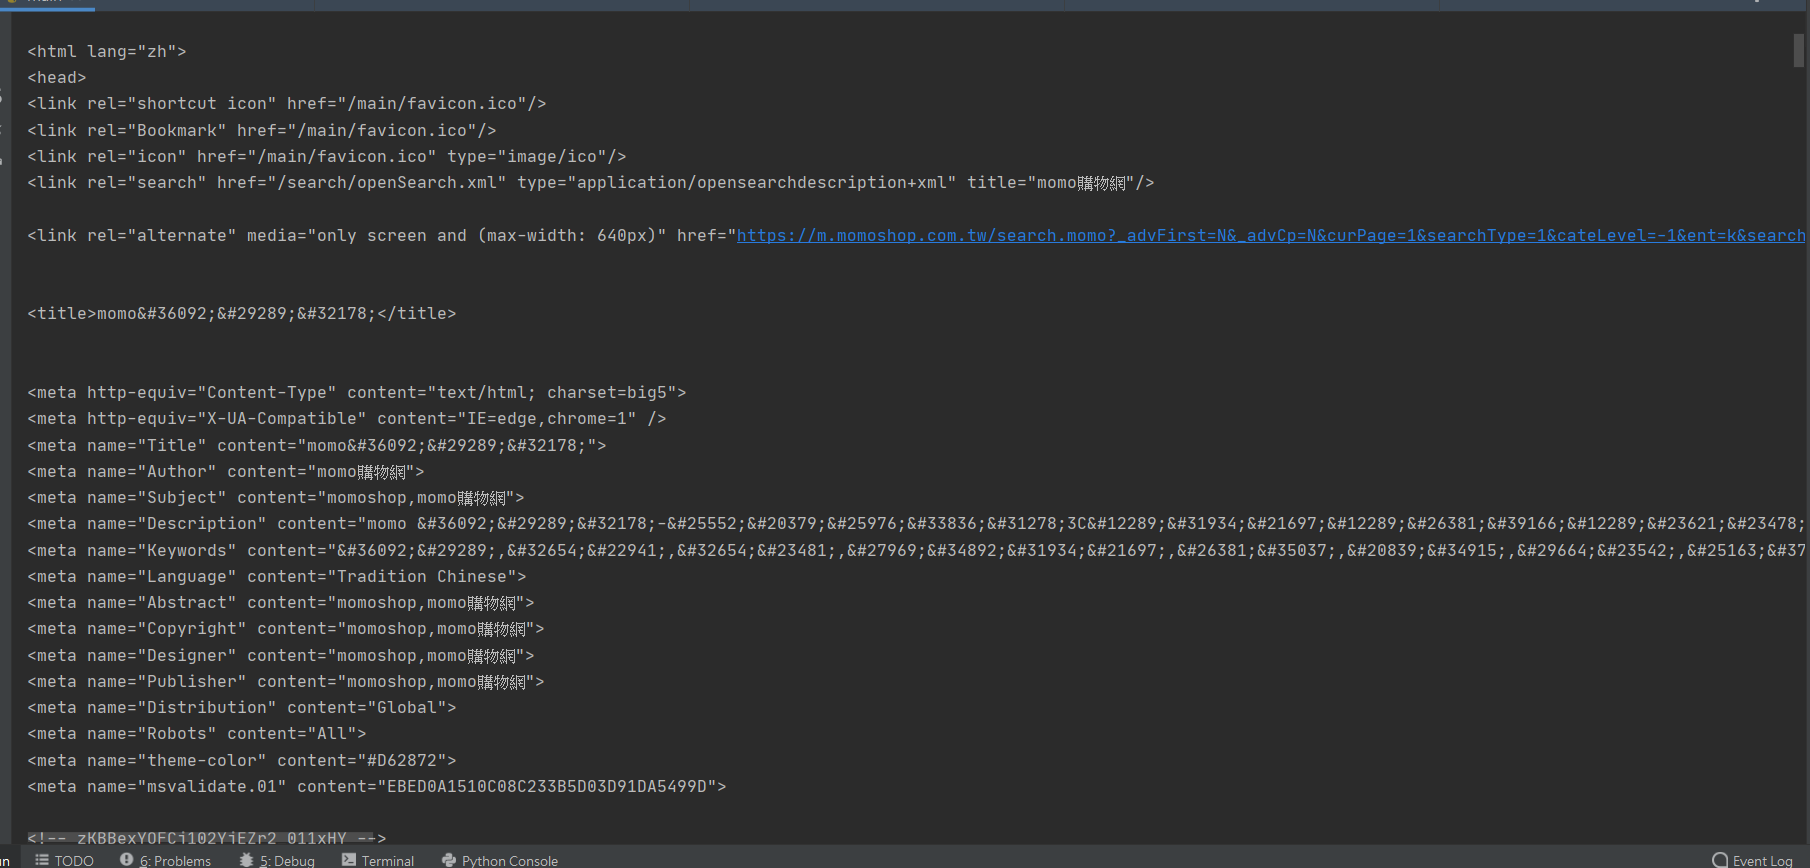 <html lang="zh">
<head>
<link rel="shortcut icon" href="/main/favicon.ico"/>
<link rel="Bookmark" href="/main/favicon.ico"/>
<link rel="icon" href="/main/favicon.ico" type="image/ico"/>
<link rel="search" href="/search/openSearch.xml" type="application/opensearchdescription+xml" title="momo購物網"/>
<link rel="alternate" media="only screen and (max-width: 640px)" href="https://m.momoshop.com.tw/search.momo?_advFirst=N&_advCp=N&curPage=1&searchType=1&cateLevel=-1&ent=k&search
<title>momo&#36092;&#29289;&#32178;</title>
<meta http-equiv="Content-Type" content="text/html; charset=big5">
<meta http-equiv="X-UA-Compatible" content="IE=edge,chrome=1" />
<meta name="Title" content="momo&#36092;&#29289;&#32178;">
<meta name="Author" content="momo購物網">
<meta name="Subject" content="momoshop,momo購物網">
<meta name="Description" content="momo &#36092;&#29289;&#32178;-&#25552;&#20379;&#25976;&#33836;&#31278;3C&#12289;&#31934;&#21697;&#12289;&#26381;&#39166;&#12289;&#23621;&#23478;
<meta name="Keywords" content="&#36092;&#29289;,&#32654;&#22941;,&#32654;&#23481;,&#27969;&#34892;&#31934;&#21697;,&#26381;&#35037;,&#20839;&#34915;,&#29664;&#23542;,&#25163;&#37
<meta name="Language" content="Tradition Chinese">
<meta name="Abstract" content="momoshop,momo購物網">
<meta name="Copyright" content="momoshop,momo購物網">
<meta name="Designer" content="momoshop,momo購物網">
<meta name="Publisher" content="momoshop,momo購物網">
<meta name="Distribution" content="Global">
<meta name="Robots" content="All">
<meta name="theme-color" content="#D62872">
<meta name="msvalidate.01" content="EBED0A1510C08C233B5D03D91DA5499D">
TODO 6: Problems 5: Debug Terminal Python Console Event Log